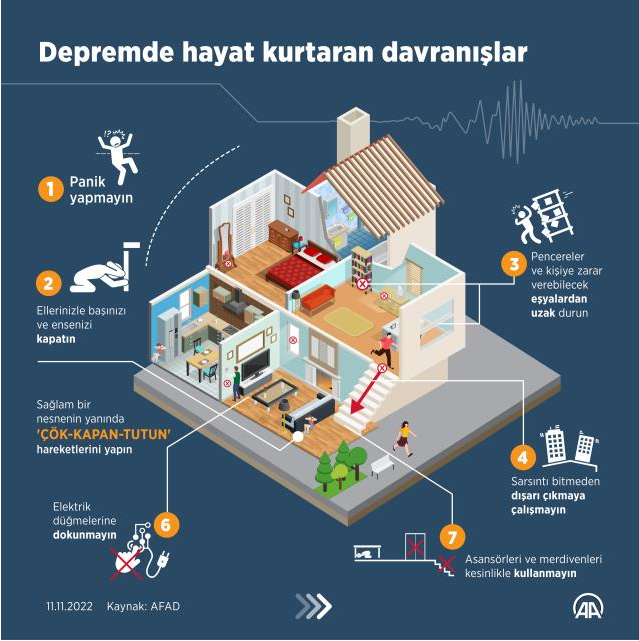 Depremde hayat kurtaran davranışlar
!?W?
1
Panik
yapmayın
2
Ellerinizle başınızı
ve ensenizi
kapatın
Sağlam bir
nesnenin yanında
'ÇÖK-KAPAN-TUTUN'
hareketlerini yapın
3
Pencereler
ve kişiye zarar
verebilecek
eşyalardan
uzak durun
4
Sarsıntı bitmeden
dışarı çıkmaya
çalışmayın
Elektrik
düğmelerine
dokunmayın
6
7
Asansörleri ve merdivenleri
kesinlikle kullanmayın
11.11.2022 Kaynak: AFAD
AA